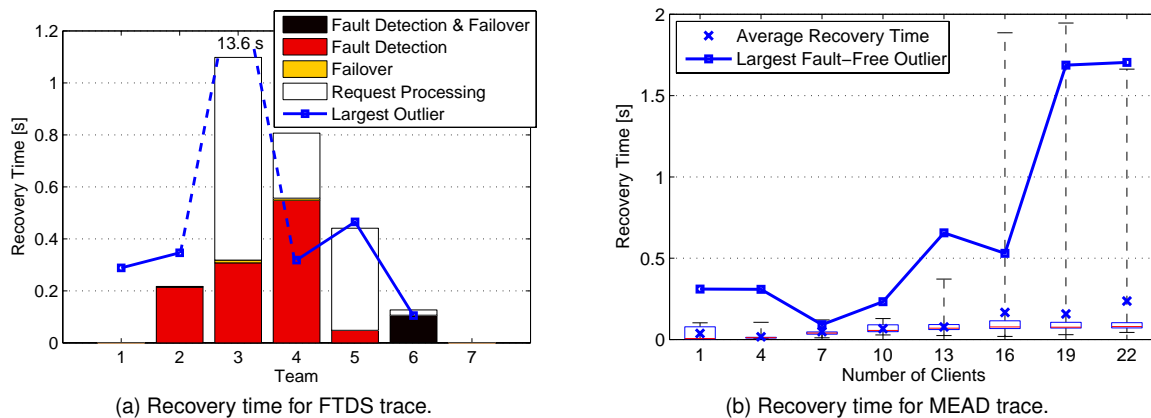 Fault Detection & Failover
Fault Detection
Failover
Request Processing
Largest Outlier
13.6 s
1.2
1
0.8
0.6
0.4
0.2
0
Recovery Time [s]
1 2 3 4 5 6 7
Team
(a) Recovery time for FTDS trace.
Average Recovery Time
Largest Fault−Free Outlier
2
1.5
1
0.5
0
Recovery Time [s]
1 4 7 10 13 16 19 22
Number of Clients
(b) Recovery time for MEAD trace.